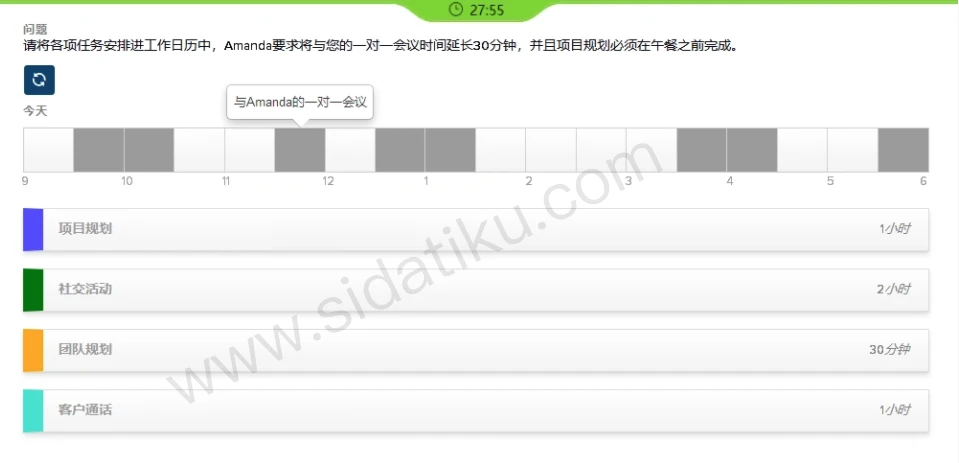 27:55
问题
请将各项任务安排进工作日历中，Amanda要求将与您的一对一会议时间延长30分钟，并且项目规划必须在午餐之前完成。
与Amanda的一对一会议
今天
9 10 11 12 1 2 3 4 5 6
项目规划 1小时
社交活动 2小时
团队规划 30分钟
客户通话 1小时
www.sidatiku.com